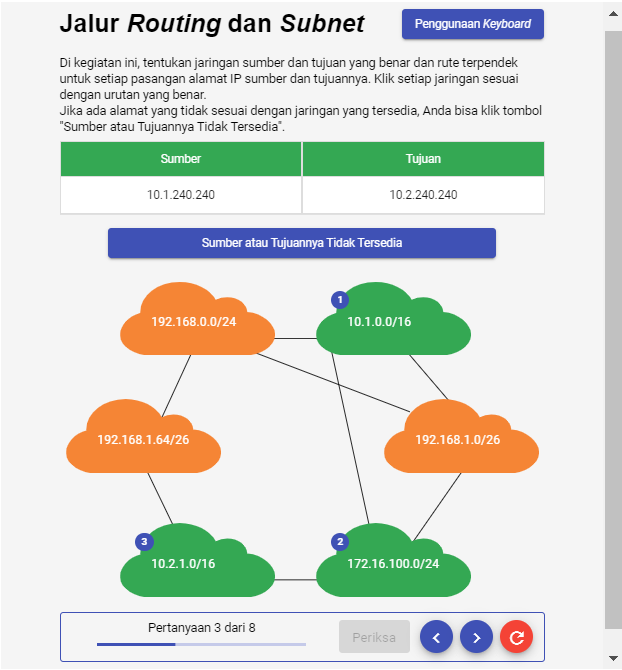 Jalur Routing dan Subnet
Penggunaan Keyboard
Di kegiatan ini, tentukan jaringan sumber dan tujuan yang benar dan rute terpendek
untuk setiap pasangan alamat IP sumber dan tujuannya. Klik setiap jaringan sesuai
dengan urutan yang benar.
Jika ada alamat yang tidak sesuai dengan jaringan yang tersedia, Anda bisa klik tombol
"Sumber atau Tujuannya Tidak Tersedia".
Sumber Tujuan
10.1.240.240 10.2.240.240
Sumber atau Tujuannya Tidak Tersedia
1
192.168.0.0/24 10.1.0.0/16
192.168.1.64/26 192.168.1.0/26
3 2
10.2.1.0/16 172.16.100.0/24
Pertanyaan 3 dari 8
Periksa